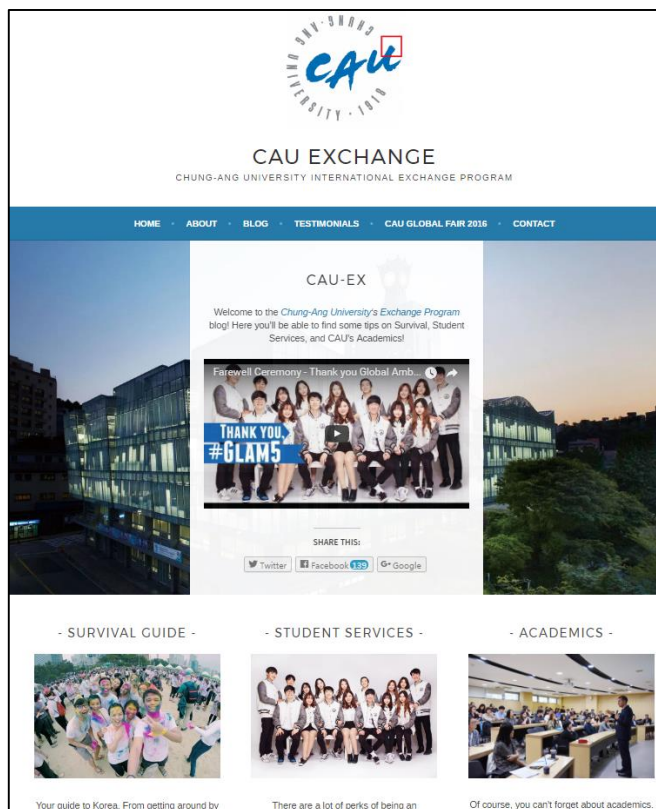 CHUNG-ANG UNIVERSITY · 1918
CAU
CAU EXCHANGE
CHUNG-ANG UNIVERSITY INTERNATIONAL EXCHANGE PROGRAM
HOME · ABOUT · BLOG · TESTIMONIALS · CAU GLOBAL FAIR 2016 · CONTACT
CAU-EX
Welcome to the Chung-Ang University's Exchange Program
blog! Here you'll be able to find some tips on Survival, Student
Services, and CAU's Academics!
Farewell Ceremony - Thank you Global Amb...
THANK YOU,
#GLAM5
SHARE THIS:
Twitter Facebook 139 G+ Google
- SURVIVAL GUIDE - - STUDENT SERVICES - - ACADEMICS -
Your guide to Korea. From getting around by There are a lot of perks of being an Of course, you can't forget about academics.